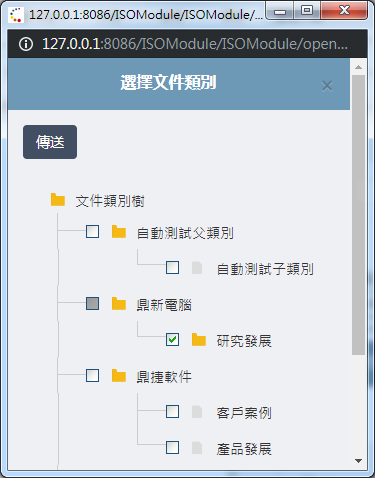 127.0.0.1:8086/ISOModule/ISOModule/...
127.0.0.1:8086/ISOModule/ISOModule/open...
選擇文件類別
傳送
文件類別樹
自動測試父類別
自動測試子類別
鼎新電腦
研究發展
鼎捷軟件
客戶案例
產品發展